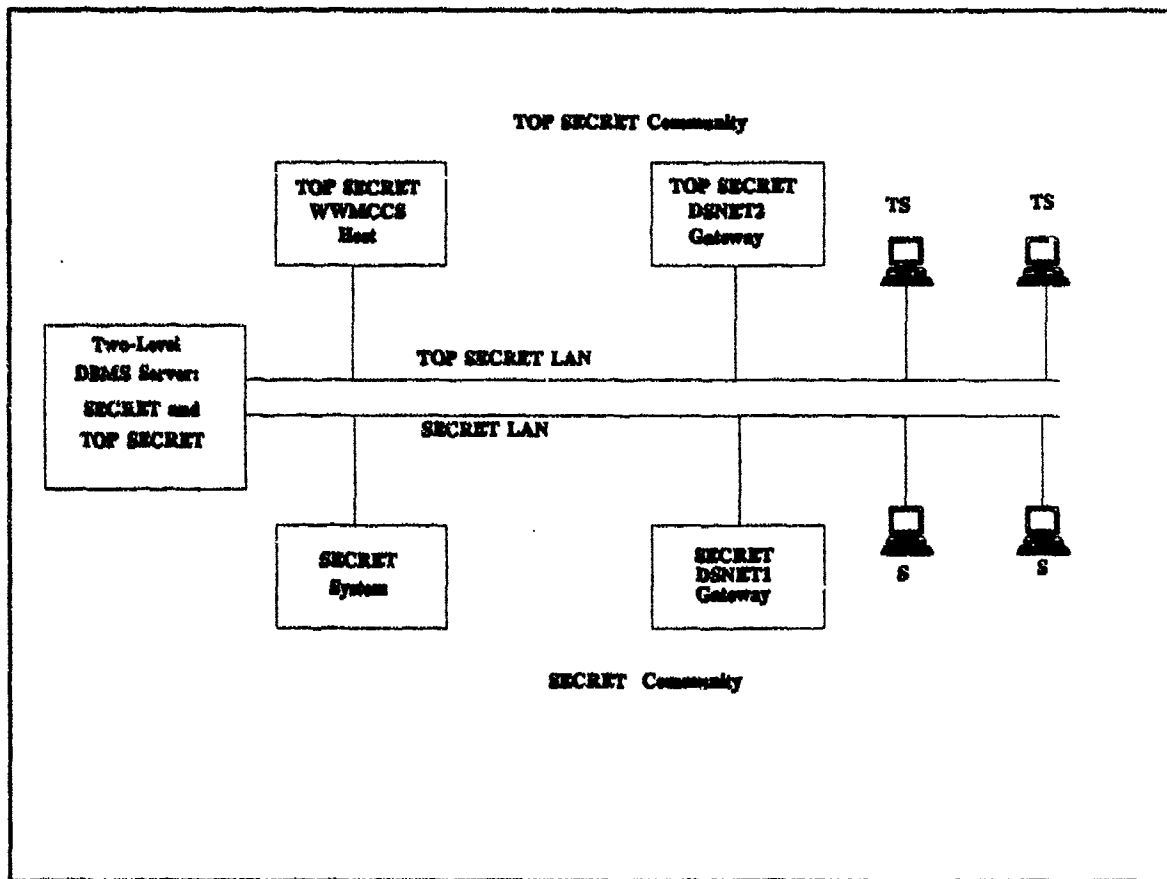 TOP SECRET Community
TOP SECRET
WWMCCS
Host
TOP SECRET
DSNET2
Gateway
TS
TS
Two-Level
DBMS Server:
SECRET and
TOP SECRET
TOP SECRET LAN
SECRET LAN
SECRET
System
SECRET
DSNET1
Gateway
S
S
SECRET Community